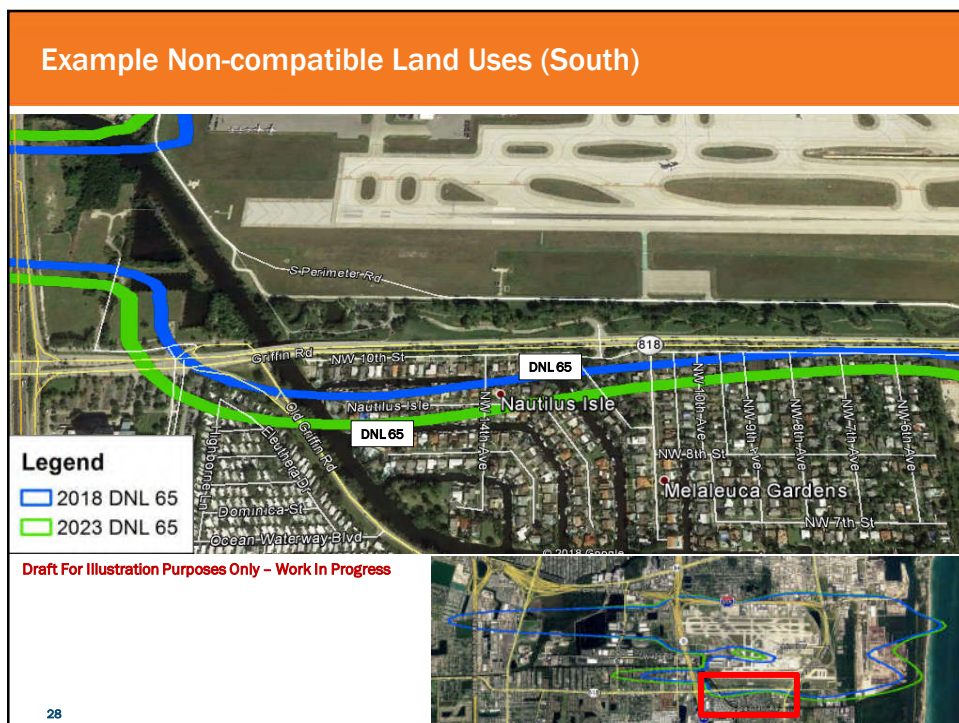 Example Non-compatible Land Uses (South)
S Perimeter Rd
818
Griffin Rd
NW 10th St
DNL 65
Nautilus Isle
Nautilus Isle
DNL 65
Old Griffin Rd
NW 14th Ave
NW 10th Ave
NW 9th Ave
NW 8th Ave
NW 7th Ave
NW 6th Ave
NW 8th St
Highborne Ln
Eleuthera Dr
Melaleuca Gardens
Dominica St
NW 7th St
Ocean Waterway Blvd
© 2018 Google
Legend
2018 DNL 65
2023 DNL 65
Draft For Illustration Purposes Only – Work In Progress
28